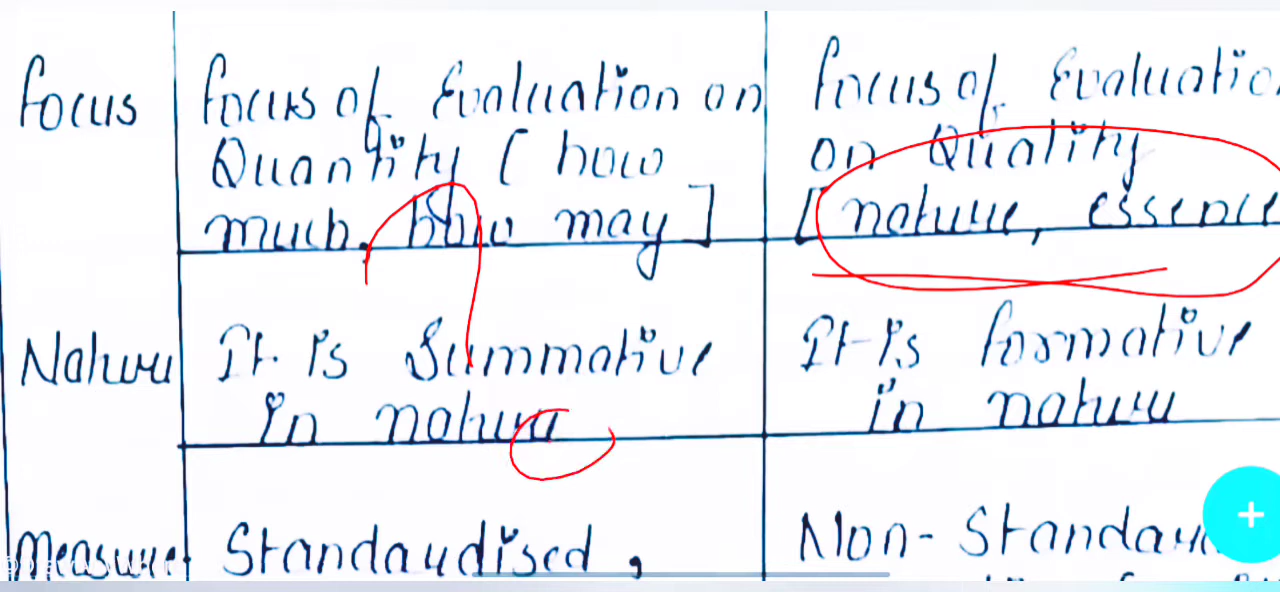 Focus
Focus of Evaluation on
Quantity [ how
much, how may ]
Focus of Evaluatio
on Quality
[ nature, essence
Nature
It is Summative
in nature
It is formative
in nature
Measure
Standardised,
Non-Standar
+